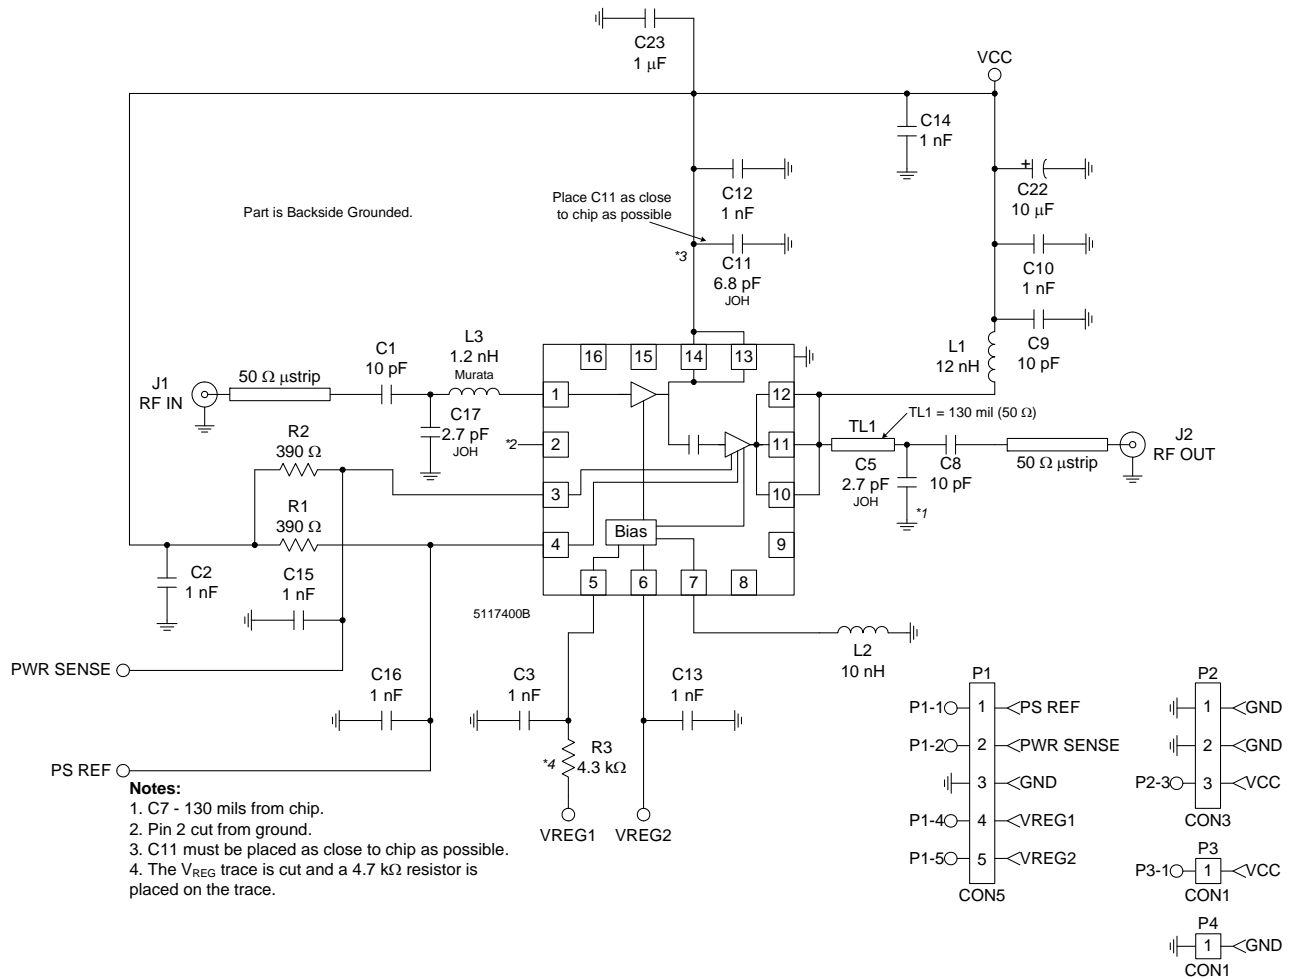 C23
1 µF
VCC
C14
1 nF
C12
1 nF
C22
10 µF
+
Place C11 as close
to chip as possible
Part is Backside Grounded.
*3
C11
6.8 pF
JOH
C10
1 nF
C9
10 pF
L1
12 nH
L3
1.2 nH
Murata
C1
10 pF
J1
RF IN
50 Ω µstrip
C17
2.7 pF
JOH
*2
16
15
14
13
1
2
3
4
5
6
7
8
9
10
11
12
Bias
TL1
TL1 = 130 mil (50 Ω)
C5
2.7 pF
JOH
*1
C8
10 pF
50 Ω µstrip
J2
RF OUT
R2
390 Ω
R1
390 Ω
C2
1 nF
C15
1 nF
5117400B
PWR SENSE
C16
1 nF
C3
1 nF
C13
1 nF
L2
10 nH
R3
4.3 kΩ
*4
PS REF
VREG1
VREG2
Notes:
1. C7 - 130 mils from chip.
2. Pin 2 cut from ground.
3. C11 must be placed as close to chip as possible.
4. The VREG trace is cut and a 4.7 kΩ resistor is
placed on the trace.
P1
P1-1 1 PS REF
P1-2 2 PWR SENSE
3 GND
P1-4 4 VREG1
P1-5 5 VREG2
CON5
P2
1 GND
2 GND
P2-3 3 VCC
CON3
P3
P3-1 1 VCC
CON1
P4
1 GND
CON1